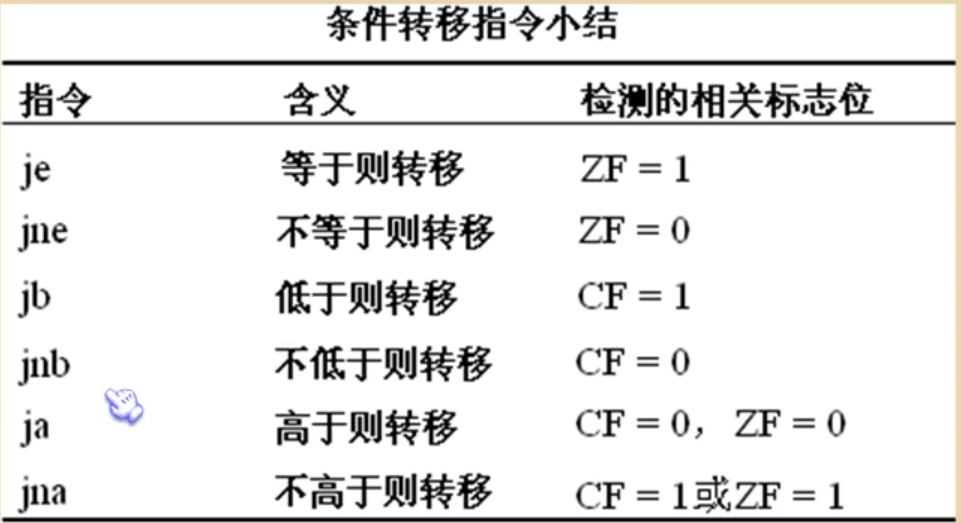 条件转移指令小结
指令 含义 检测的相关标志位
je 等于则转移 ZF = 1
jne 不等于则转移 ZF = 0
jb 低于则转移 CF = 1
jnb 不低于则转移 CF = 0
ja 高于则转移 CF = 0， ZF = 0
jna 不高于则转移 CF = 1或ZF = 1